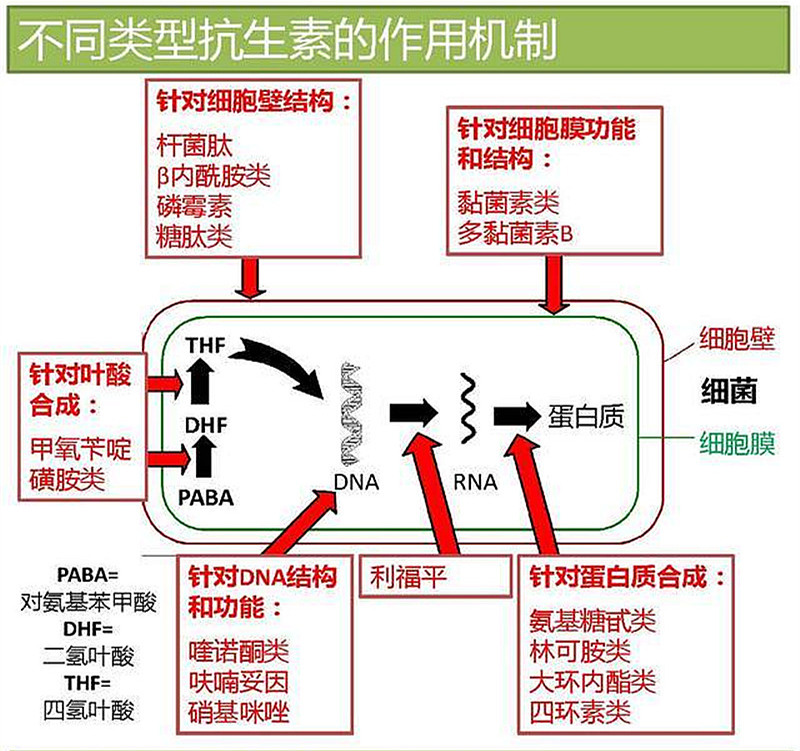 不同类型抗生素的作用机制
针对细胞壁结构：
杆菌肽
β内酰胺类
磷霉素
糖肽类
针对细胞膜功能
和结构：
黏菌素类
多黏菌素B
针对叶酸
合成：
甲氧苄啶
磺胺类
THF
DHF
PABA
DNA
RNA
蛋白质
细胞壁
细菌
细胞膜
PABA=
对氨基苯甲酸
DHF=
二氢叶酸
THF=
四氢叶酸
针对DNA结构
和功能：
喹诺酮类
呋喃妥因
硝基咪唑
利福平
针对蛋白质合成：
氨基糖甙类
林可胺类
大环内酯类
四环素类